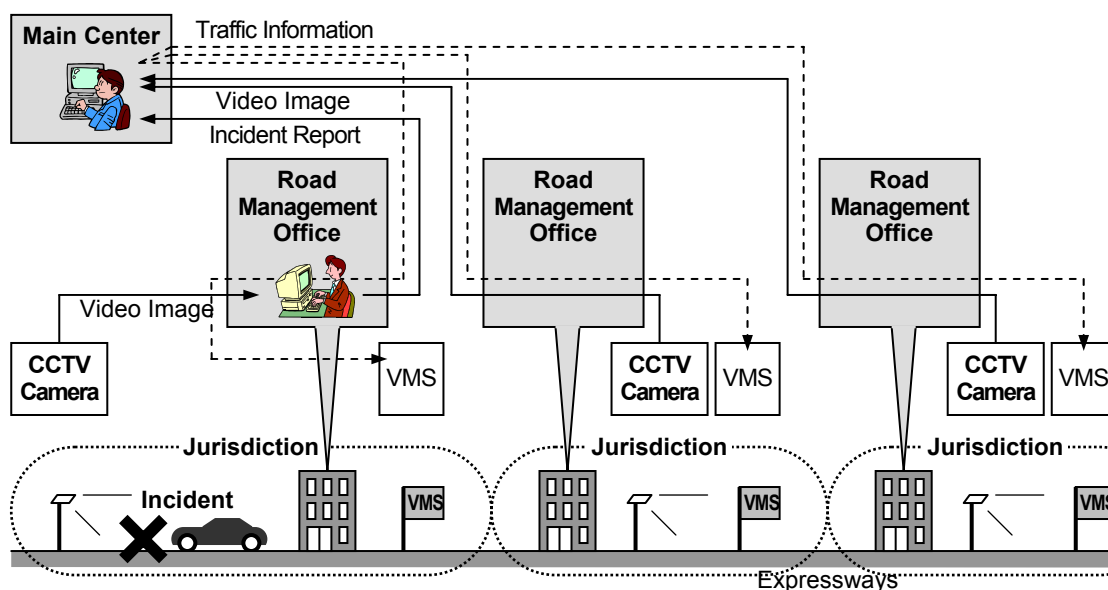 Main Center
Traffic Information
Video Image
Incident Report
Road
Management
Office
Road
Management
Office
Road
Management
Office
Video Image
CCTV
Camera
VMS
CCTV
Camera
VMS
CCTV
Camera
VMS
Jurisdiction
Jurisdiction
Jurisdiction
Incident
VMS
VMS
VMS
Expressways